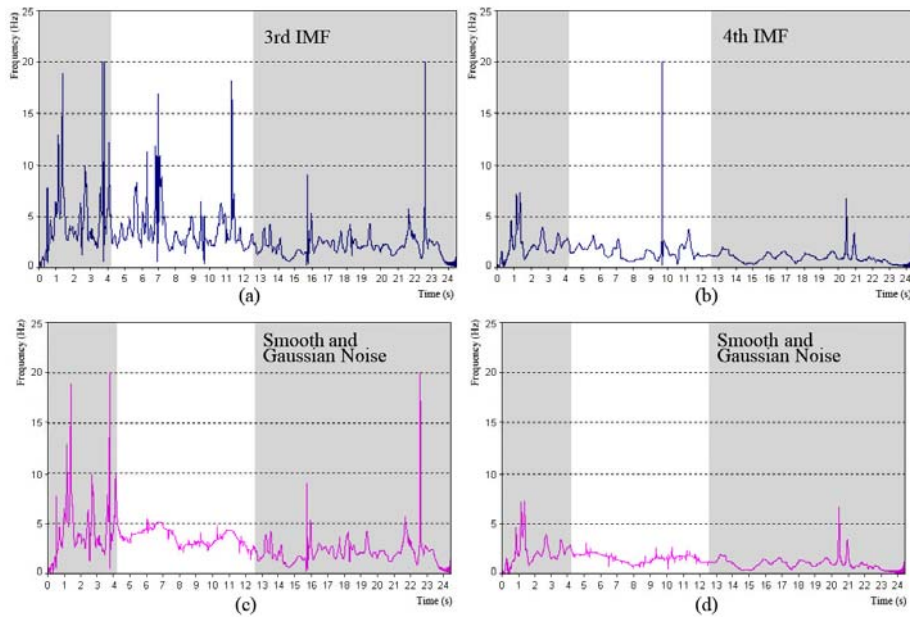 Frequency (Hz)
25
20
15
10
5
0
3rd IMF
0 1 2 3 4 5 6 7 8 9 10 11 12 13 14 15 16 17 18 19 20 21 22 23 24
(a)
Time (s)
Frequency (Hz)
25
20
15
10
5
0
4th IMF
0 1 2 3 4 5 6 7 8 9 10 11 12 13 14 15 16 17 18 19 20 21 22 23 24
(b)
Time (s)
Frequency (Hz)
25
20
15
10
5
0
Smooth and
Gaussian Noise
0 1 2 3 4 5 6 7 8 9 10 11 12 13 14 15 16 17 18 19 20 21 22 23 24
(c)
Time (s)
Frequency (Hz)
25
20
15
10
5
0
Smooth and
Gaussian Noise
0 1 2 3 4 5 6 7 8 9 10 11 12 13 14 15 16 17 18 19 20 21 22 23 24
(d)
Time (s)